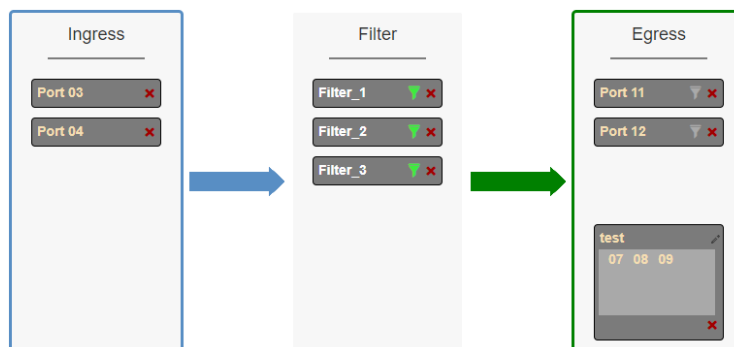 Ingress
Port 03
Port 04
Filter
Filter_1
Filter_2
Filter_3
Egress
Port 11
Port 12
test
07 08 09